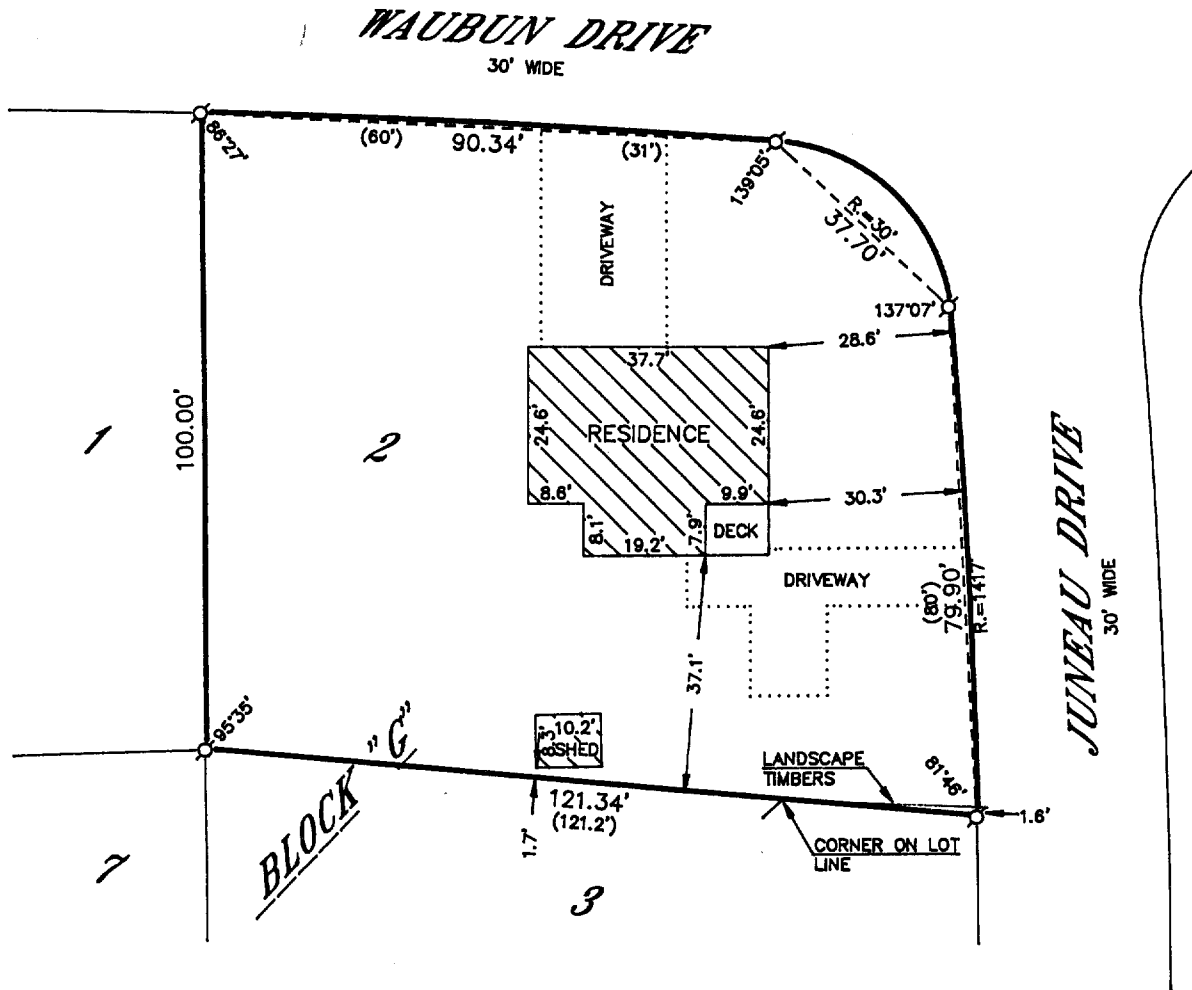 WAUBUN DRIVE
30' WIDE
86°27'
(60')
90.34'
(31')
139°05'
R.=30'
37.70'
DRIVEWAY
137°07'
28.6'
37.7'
24.6'
RESIDENCE
24.6'
100.00'
1
2
8.6'
9.9'
30.3'
8.1'
19.2'
7.9'
DECK
DRIVEWAY
(80')
79.90'
R.=1417'
JUNEAU DRIVE
30' WIDE
37.1'
95°35'
BLOCK "G"
10.2'
8.3'
SHED
LANDSCAPE
TIMBERS
81°46'
121.34'
(121.2')
1.7'
1.6'
CORNER ON LOT
LINE
7
3